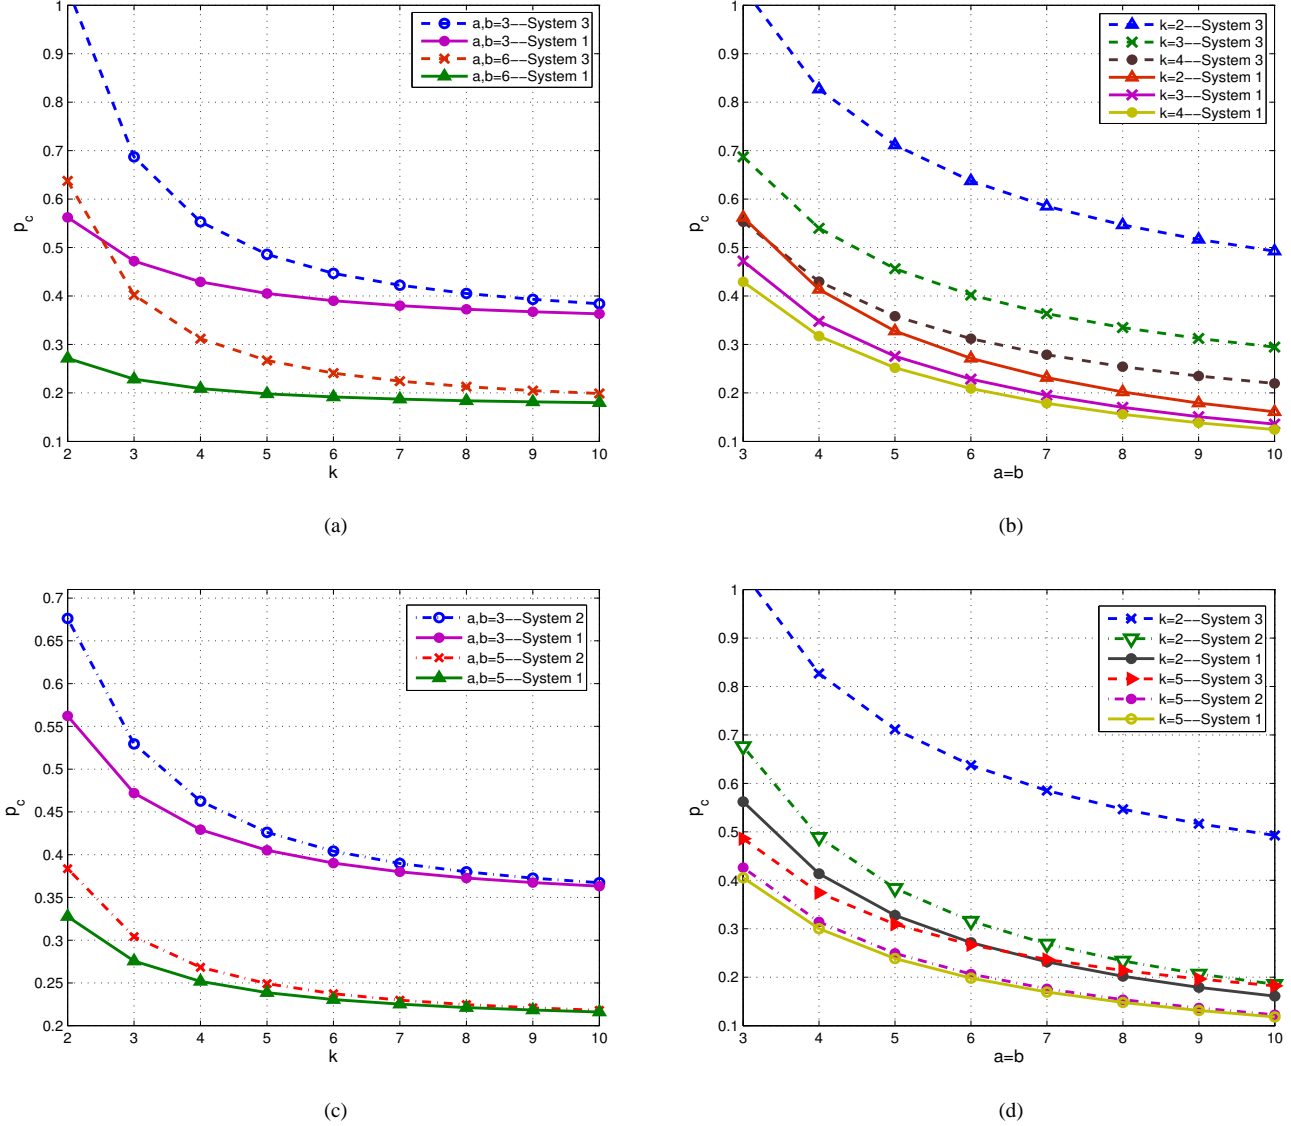 1
0.9
0.8
0.7
0.6
0.5
0.4
0.3
0.2
0.1
p_c
2 3 4 5 6 7 8 9 10
k
a,b=3−−System 3
a,b=3−−System 1
a,b=6−−System 3
a,b=6−−System 1
(a)
1
0.9
0.8
0.7
0.6
0.5
0.4
0.3
0.2
0.1
p_c
3 4 5 6 7 8 9 10
a=b
k=2−−System 3
k=3−−System 3
k=4−−System 3
k=2−−System 1
k=3−−System 1
k=4−−System 1
(b)
0.7
0.65
0.6
0.55
0.5
0.45
0.4
0.35
0.3
0.25
0.2
p_c
2 3 4 5 6 7 8 9 10
k
a,b=3−−System 2
a,b=3−−System 1
a,b=5−−System 2
a,b=5−−System 1
(c)
1
0.9
0.8
0.7
0.6
0.5
0.4
0.3
0.2
0.1
p_c
3 4 5 6 7 8 9 10
a=b
k=2−−System 3
k=2−−System 2
k=2−−System 1
k=5−−System 3
k=5−−System 2
k=5−−System 1
(d)